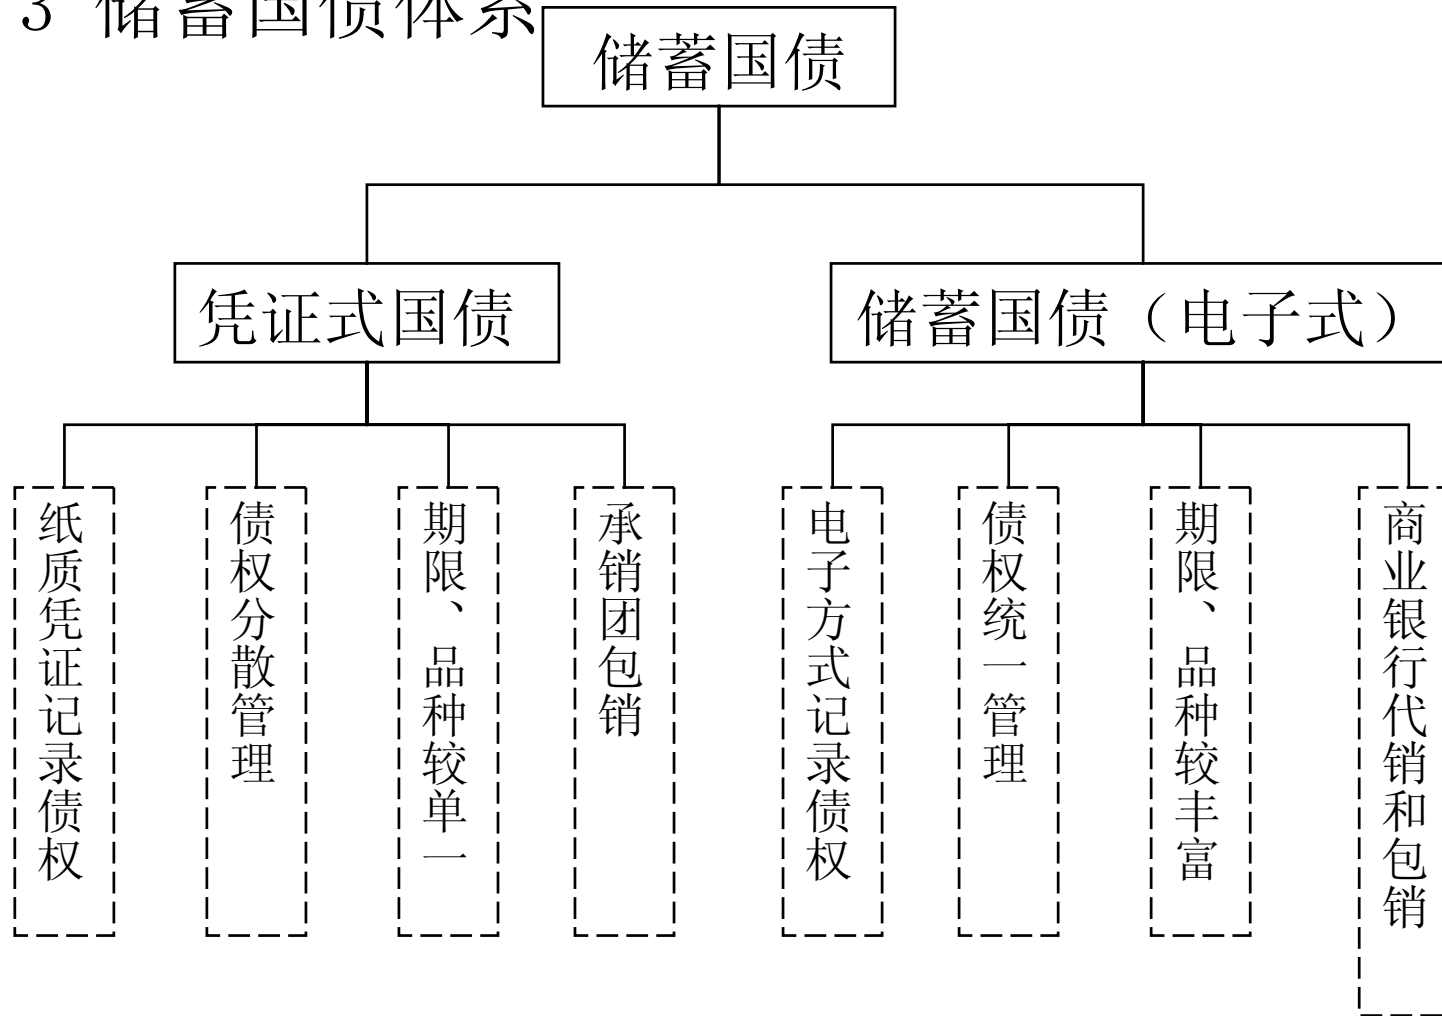 3 储蓄国债体系
储蓄国债
凭证式国债
储蓄国债（电子式）
纸质凭证记录债权
债权分散管理
期限、品种较单一
承销团包销
电子方式记录债权
债权统一管理
期限、品种较丰富
商业银行代销和包销